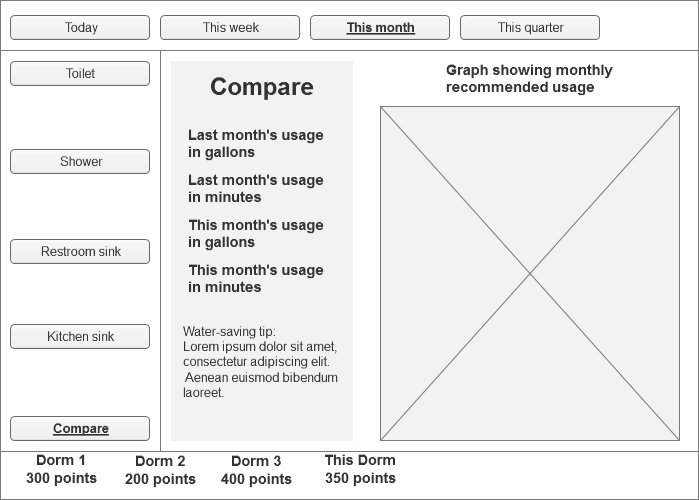 Today
This week
This month
This quarter
Toilet
Shower
Restroom sink
Kitchen sink
Compare
Compare
Last month's usage
in gallons
Last month's usage
in minutes
This month's usage
in gallons
This month's usage
in minutes
Water-saving tip:
Lorem ipsum dolor sit amet,
consectetur adipiscing elit.
Aenean euismod bibendum
laoreet.
Graph showing monthly
recommended usage
Dorm 1
300 points
Dorm 2
200 points
Dorm 3
400 points
This Dorm
350 points